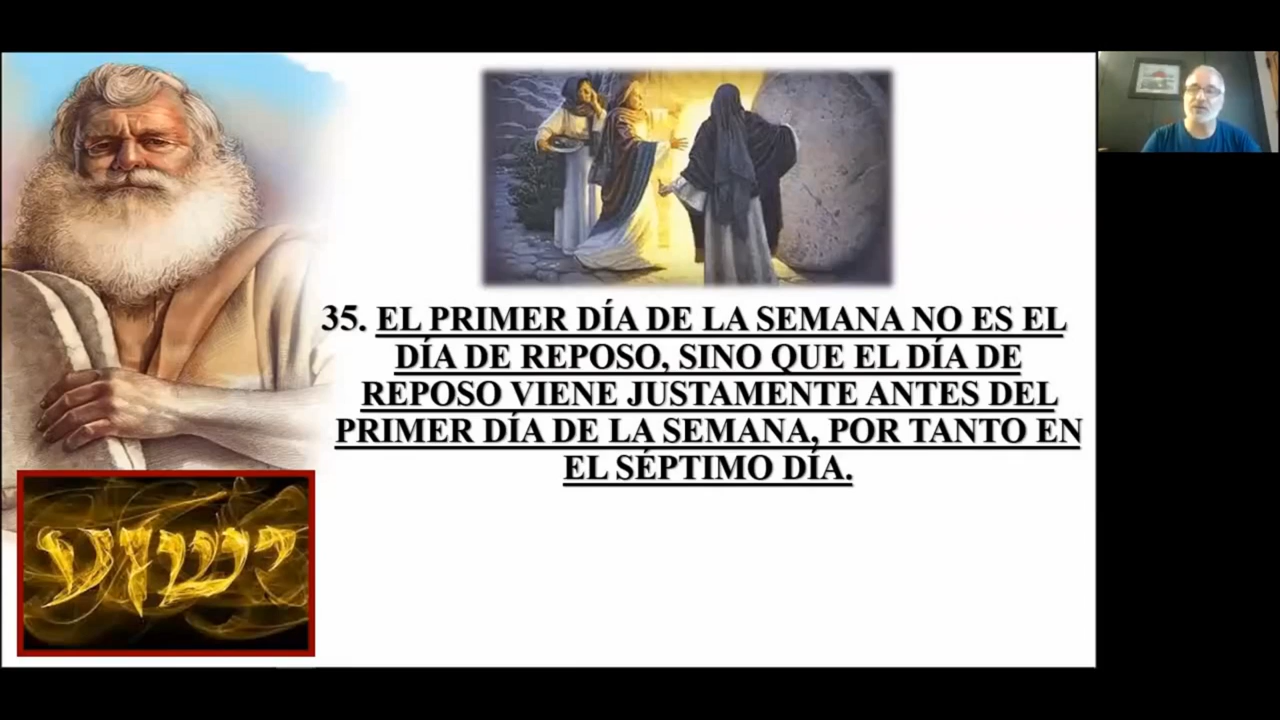 35. EL PRIMER DÍA DE LA SEMANA NO ES EL
DÍA DE REPOSO, SINO QUE EL DÍA DE
REPOSO VIENE JUSTAMENTE ANTES DEL
PRIMER DÍA DE LA SEMANA, POR TANTO EN
EL SÉPTIMO DÍA.
ישוע